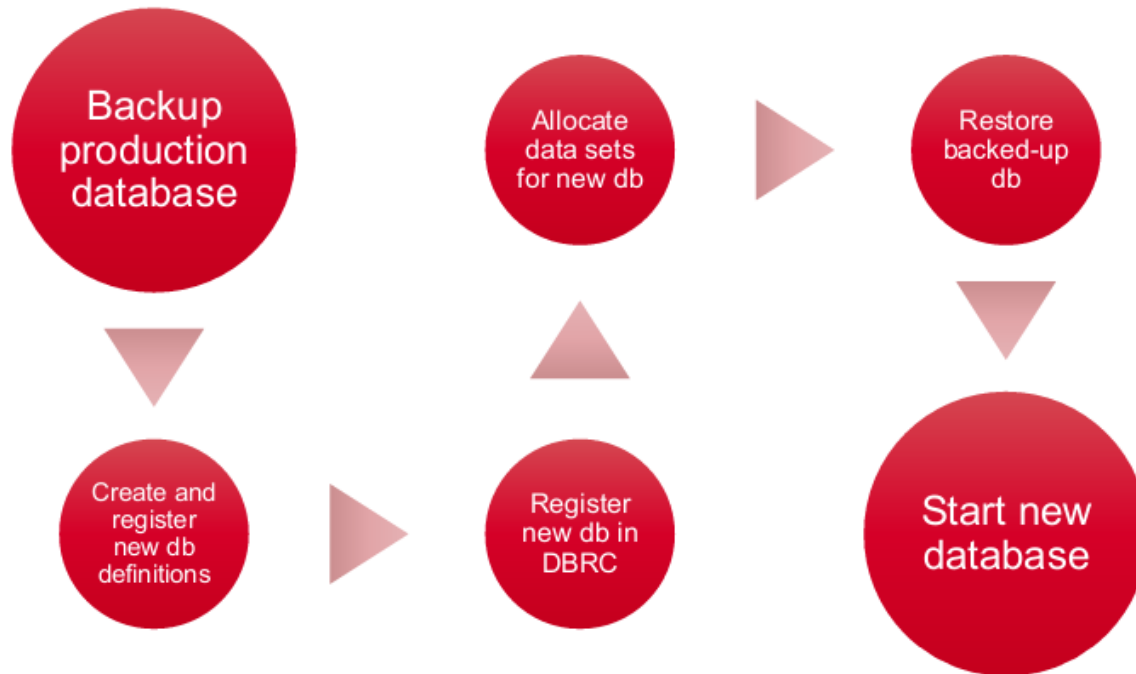 Backup
production
database
Create and
register
new db
definitions
Register
new db in
DBRC
Allocate
data sets
for new db
Restore
backed-up
db
Start new
database